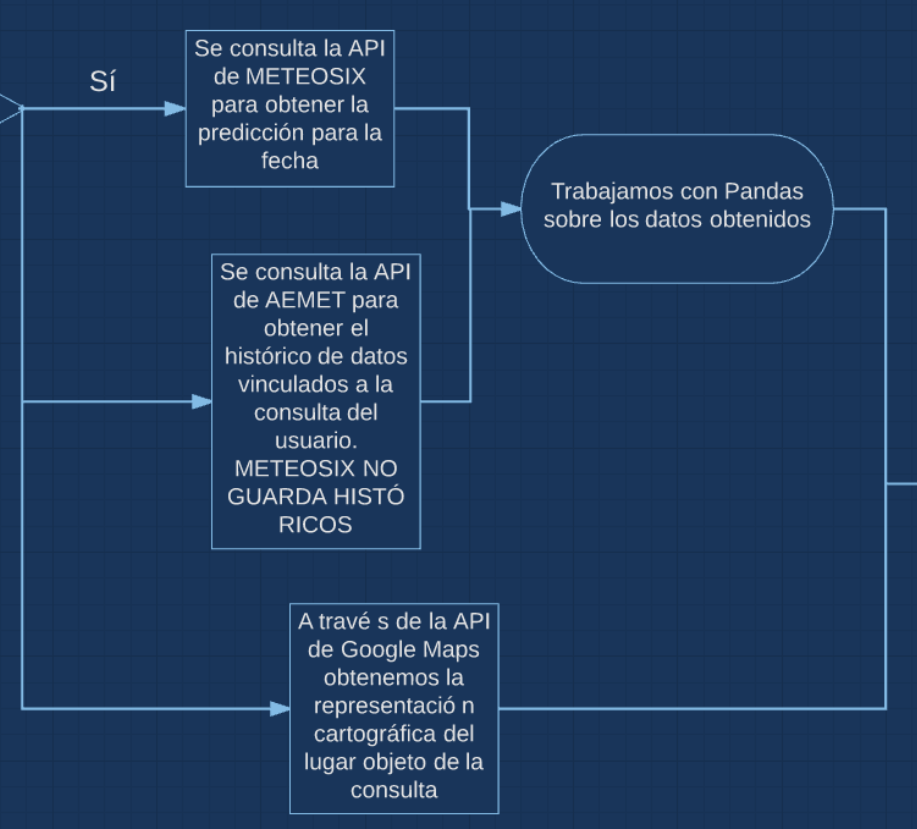 Sí
Se consulta la API
de METEOSIX
para obtener la
predicción para la
fecha
Trabajamos con Pandas
sobre los datos obtenidos
Se consulta la API
de AEMET para
obtener el
histórico de datos
vinculados a la
consulta del
usuario.
METEOSIX NO
GUARDA HISTÓ
RICOS
A travé s de la API
de Google Maps
obtenemos la
representació n
cartográfica del
lugar objeto de la
consulta